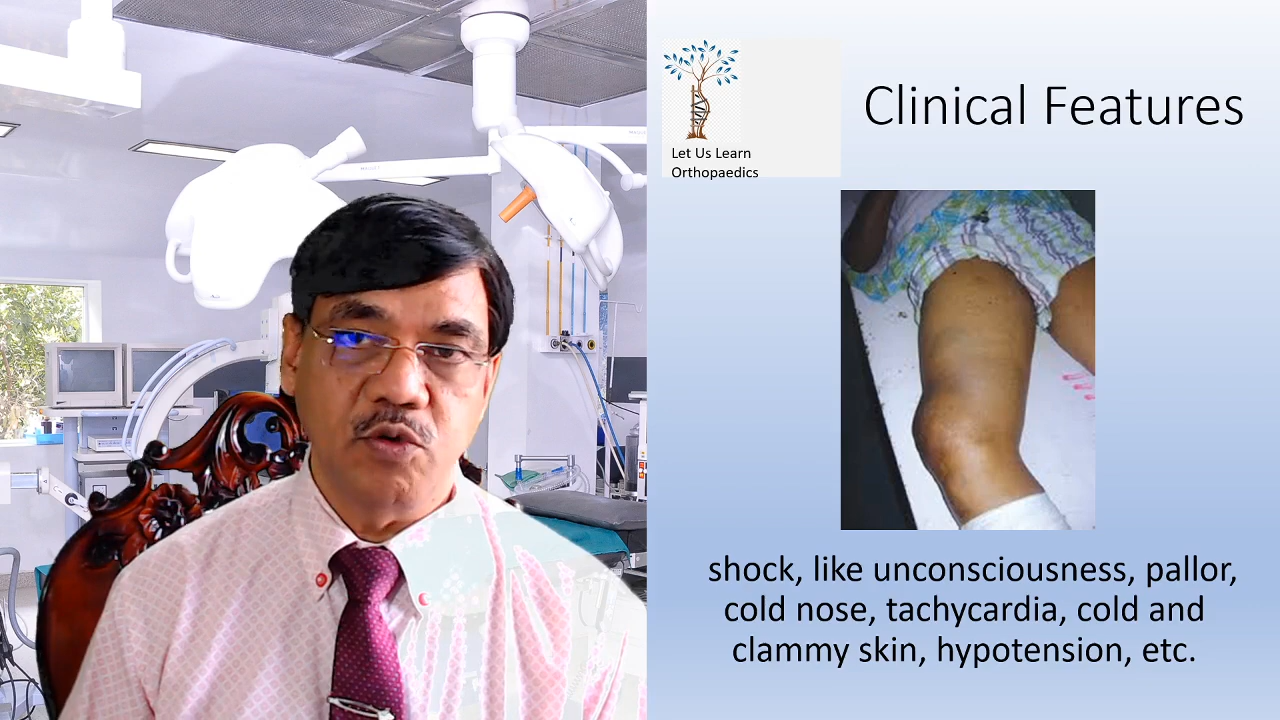 Let Us Learn
Orthopaedics
Clinical Features
shock, like unconsciousness, pallor,
cold nose, tachycardia, cold and
clammy skin, hypotension, etc.